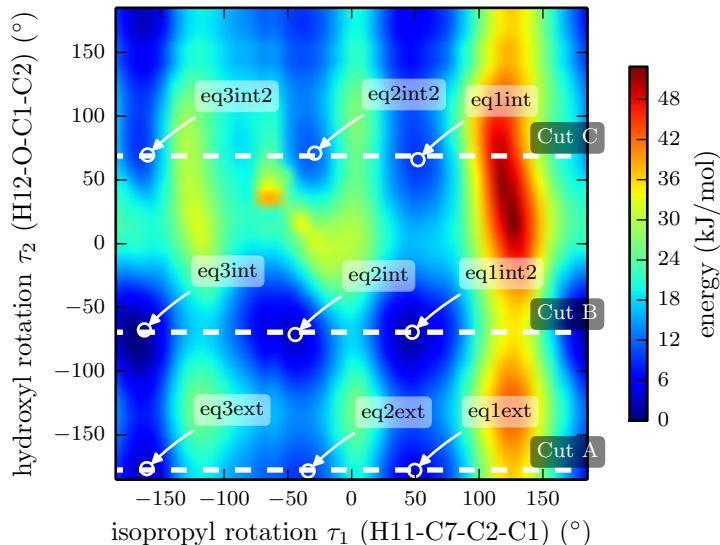 eq3int2
eq2int2
eq1int
Cut C
eq3int
eq2int
eq1int2
Cut B
eq3ext
eq2ext
eq1ext
Cut A
150
100
50
0
−50
−100
−150
hydroxyl rotation τ2 (H12-O-C1-C2) (°)
−150 −100 −50 0 50 100 150
isopropyl rotation τ1 (H11-C7-C2-C1) (°)
48
42
36
30
24
18
12
6
0
energy (kJ/mol)